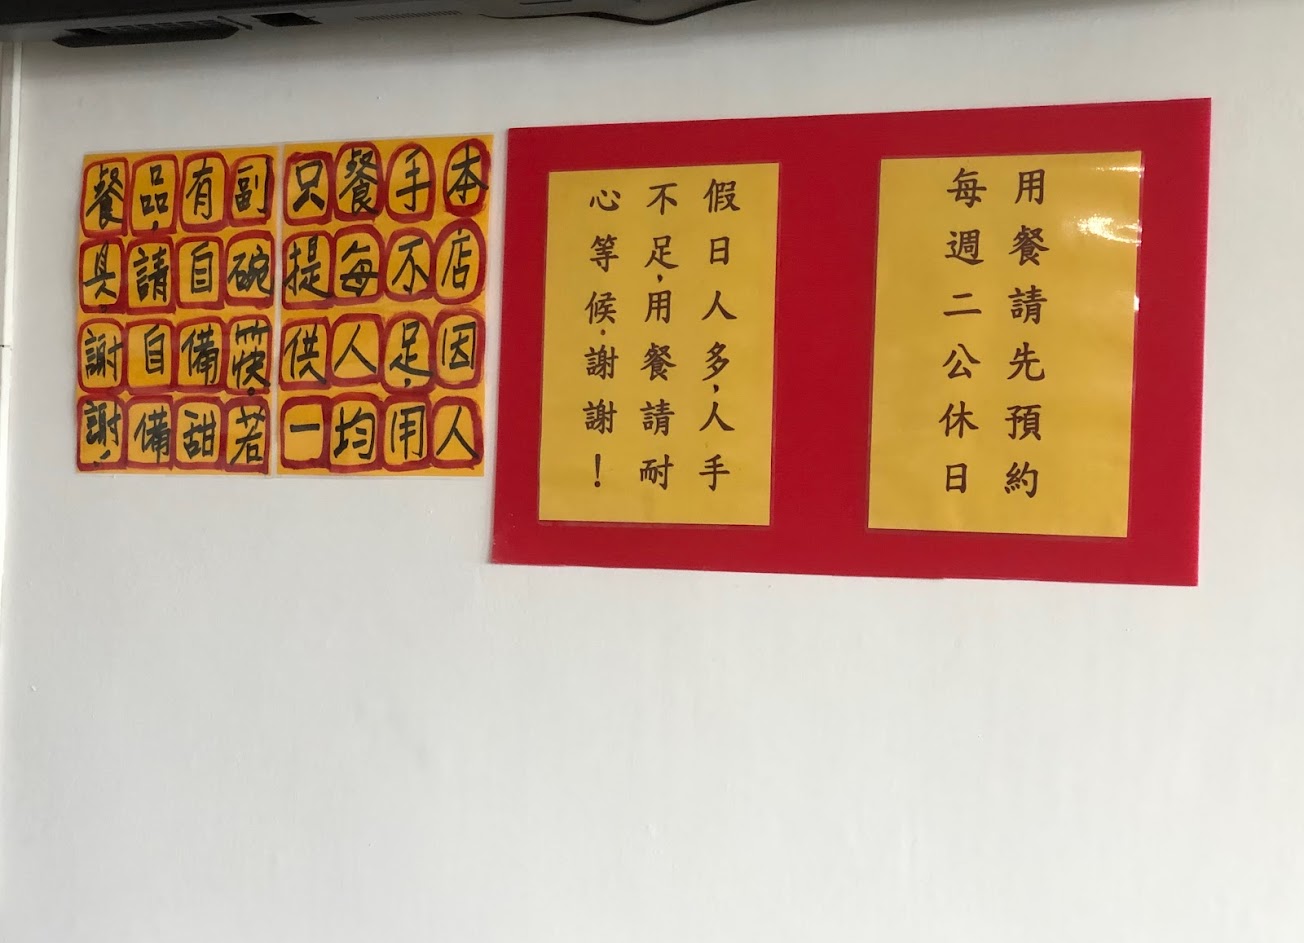 用餐請先預約
每週二公休日
假日人多,人手
不足,用餐請耐
心等候.謝謝!
本店因人
手不足,用
餐每人均
只提供一
副碗筷.若
有自備甜
品,請自備
餐具,謝謝!